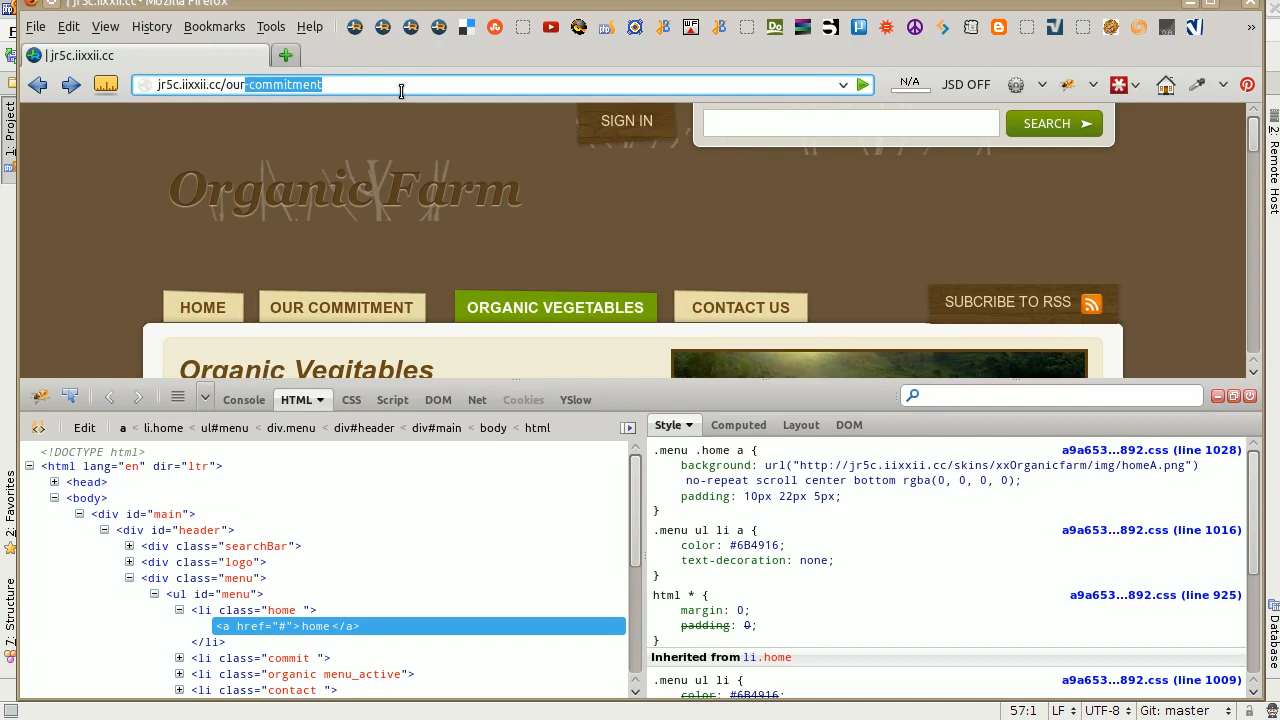 | jr5c.iixxii.cc - Mozilla Firefox
File Edit View History Bookmarks Tools Help
| jr5c.iixxii.cc
jr5c.iixxii.cc/our-commitment
N/A
JSD OFF
SIGN IN
SEARCH
Organic Farm
HOME OUR COMMITMENT ORGANIC VEGETABLES CONTACT US SUBCRIBE TO RSS
Organic Vegitables
Console HTML CSS Script DOM Net Cookies YSlow
Edit a < li.home < ul#menu < div.menu < div#header < div#main < body < html
Style Computed Layout DOM
<!DOCTYPE html>
<html lang="en" dir="ltr">
<head>
<body>
<div id="main">
<div id="header">
<div class="searchBar">
<div class="logo">
<div class="menu">
<ul id="menu">
<li class="home ">
<a href="#">home</a>
</li>
<li class="commit ">
<li class="organic menu_active">
<li class="contact ">
.menu .home a { a9a653...892.css (line 1028)
background: url("http://jr5c.iixxii.cc/skins/xxOrganicfarm/img/homeA.png")
no-repeat scroll center bottom rgba(0, 0, 0, 0);
padding: 10px 22px 5px;
}
.menu ul li a { a9a653...892.css (line 1016)
color: #6B4916;
text-decoration: none;
}
html * { a9a653...892.css (line 925)
margin: 0;
padding: 0;
}
Inherited from li.home
.menu ul li { a9a653...892.css (line 1009)
color: #6B4916;
1: Project
2: Favorites
7: Structure
2: Remote Host
Database
57:1 LF UTF-8 Git: master